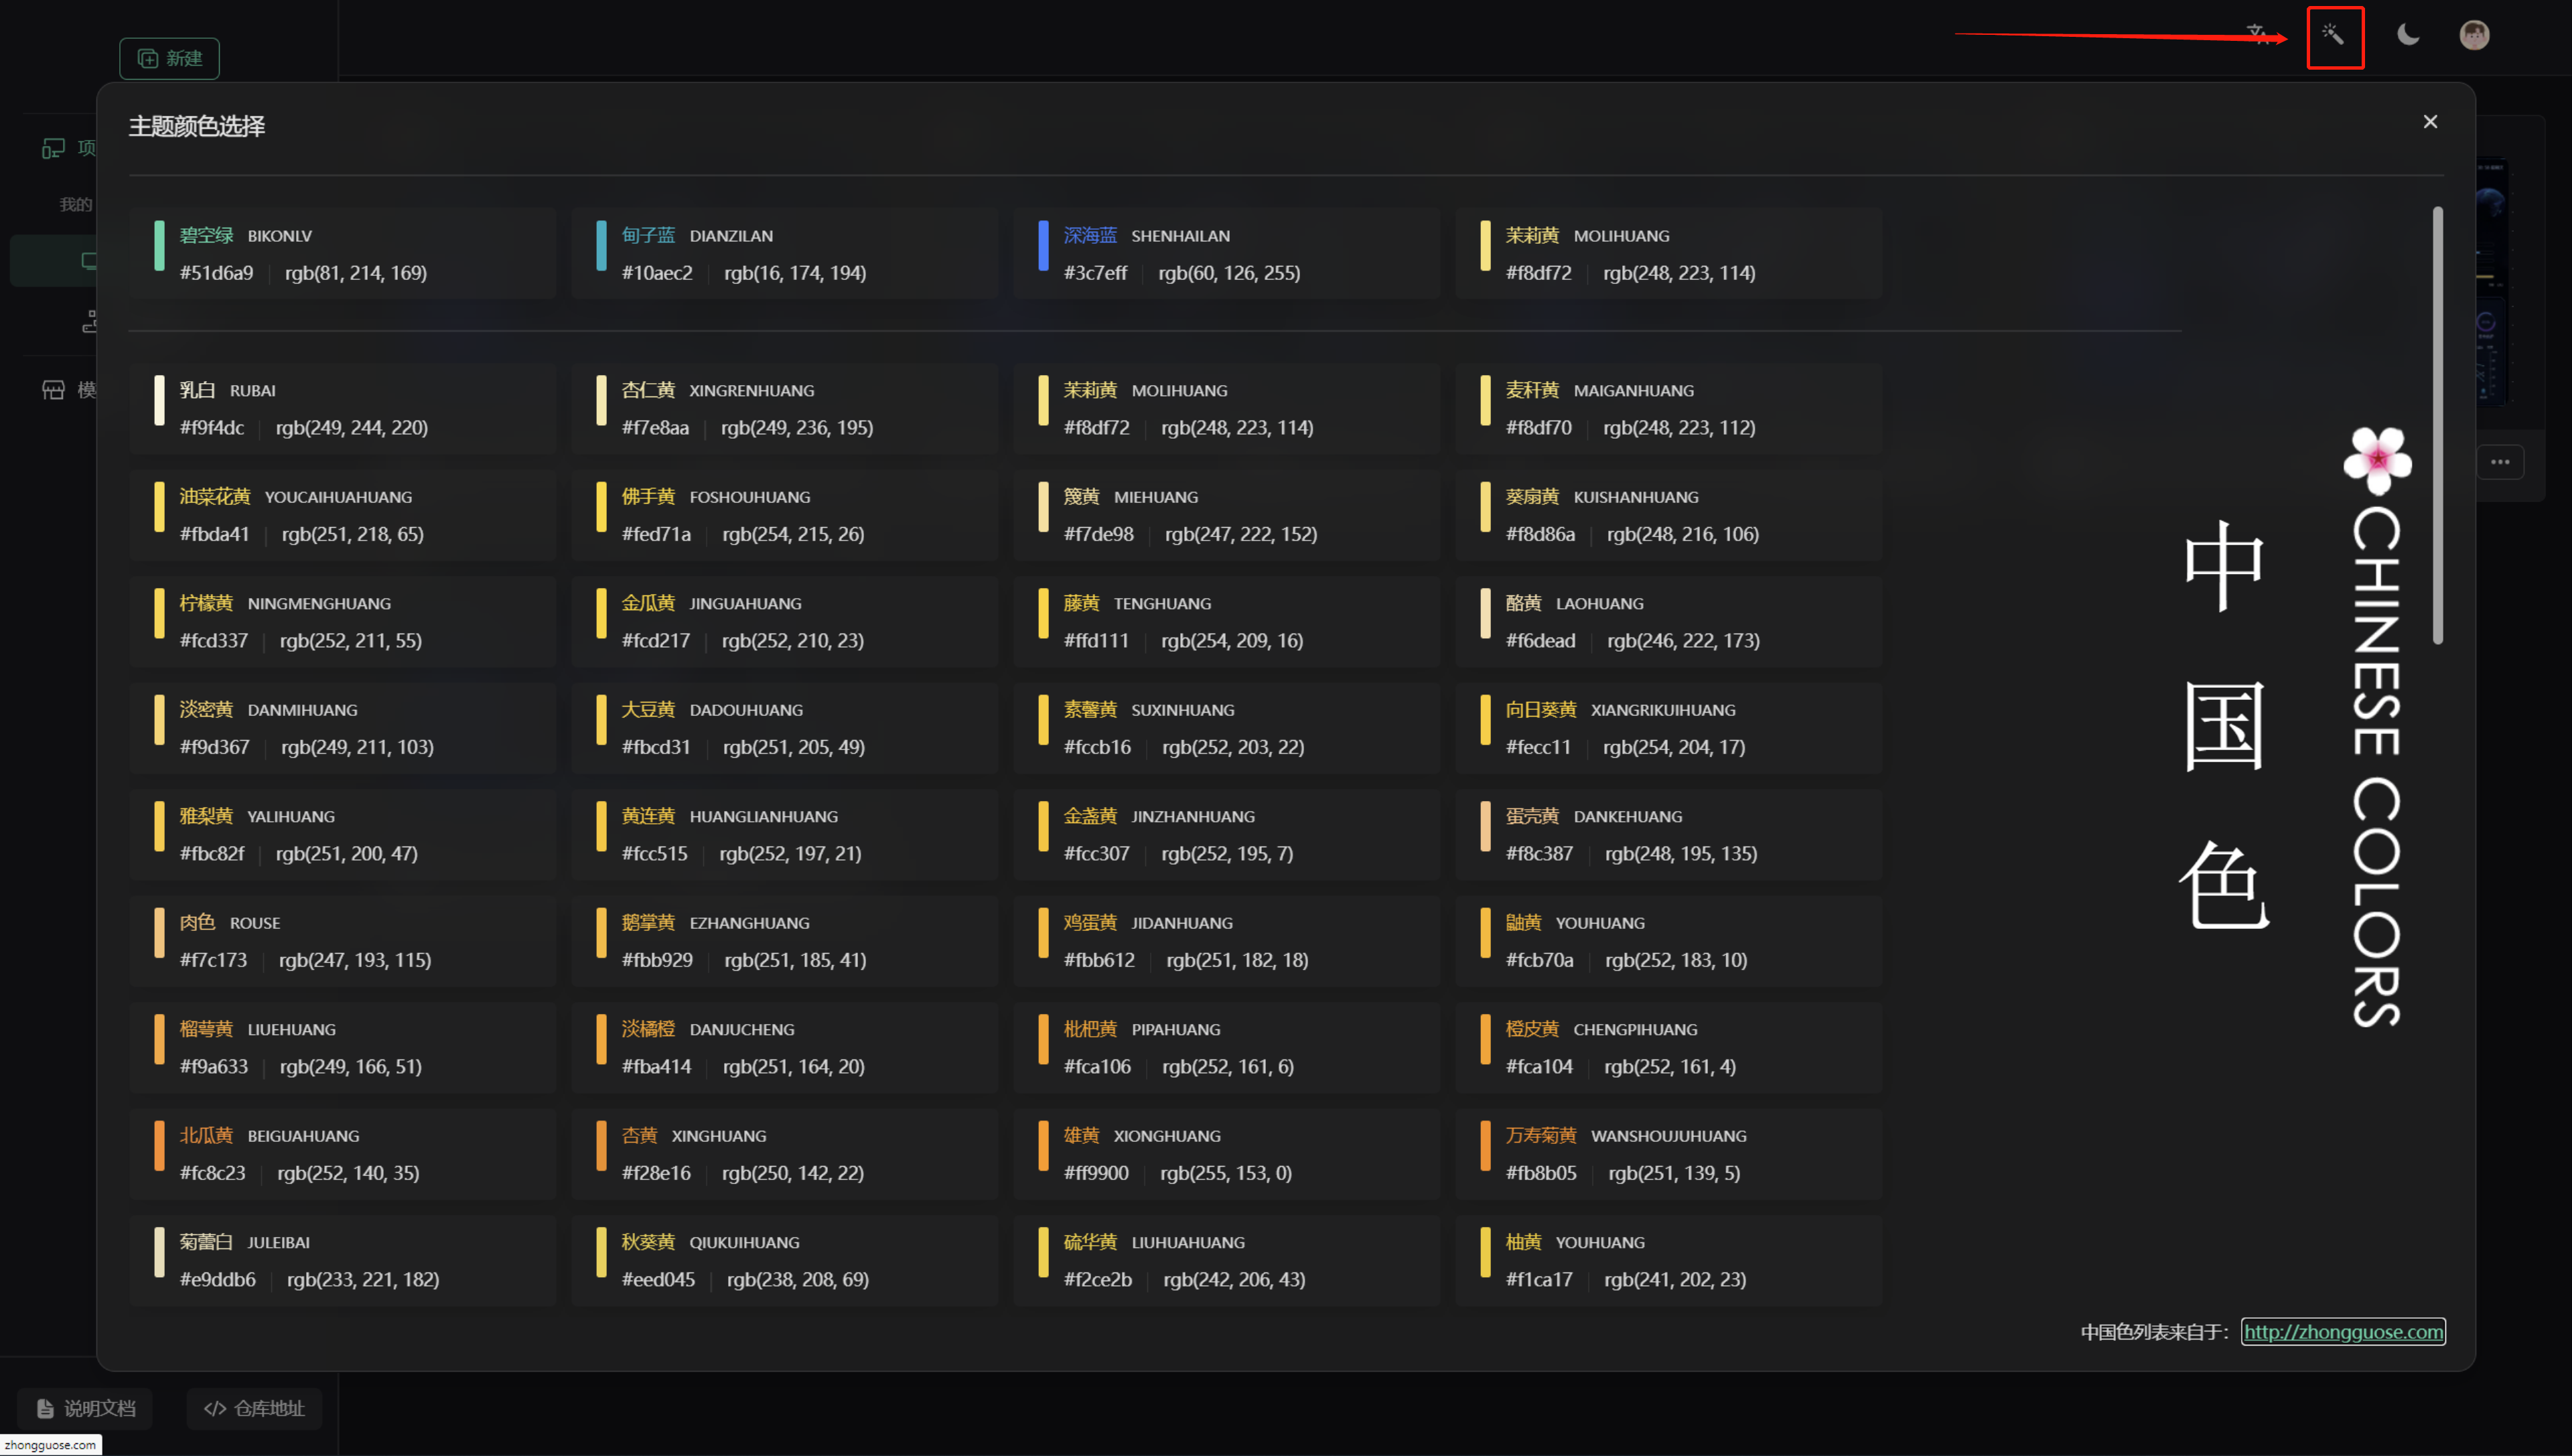 新建
主题颜色选择
项
我的
模
碧空绿 BIKONLV
#51d6a9 rgb(81, 214, 169)
甸子蓝 DIANZILAN
#10aec2 rgb(16, 174, 194)
深海蓝 SHENHAILAN
#3c7eff rgb(60, 126, 255)
茉莉黄 MOLIHUANG
#f8df72 rgb(248, 223, 114)
乳白 RUBAI
#f9f4dc rgb(249, 244, 220)
杏仁黄 XINGRENHUANG
#f7e8aa rgb(249, 236, 195)
茉莉黄 MOLIHUANG
#f8df72 rgb(248, 223, 114)
麦秆黄 MAIGANHUANG
#f8df70 rgb(248, 223, 112)
油菜花黄 YOUCAIHUAHUANG
#fbda41 rgb(251, 218, 65)
佛手黄 FOSHOUHUANG
#fed71a rgb(254, 215, 26)
篾黄 MIEHUANG
#f7de98 rgb(247, 222, 152)
葵扇黄 KUISHANHUANG
#f8d86a rgb(248, 216, 106)
柠檬黄 NINGMENGHUANG
#fcd337 rgb(252, 211, 55)
金瓜黄 JINGUAHUANG
#fcd217 rgb(252, 210, 23)
藤黄 TENGHUANG
#ffd111 rgb(254, 209, 16)
酪黄 LAOHUANG
#f6dead rgb(246, 222, 173)
淡密黄 DANMIHUANG
#f9d367 rgb(249, 211, 103)
大豆黄 DADOUHUANG
#fbcd31 rgb(251, 205, 49)
素馨黄 SUXINHUANG
#fccb16 rgb(252, 203, 22)
向日葵黄 XIANGRIKUIHUANG
#fecc11 rgb(254, 204, 17)
雅梨黄 YALIHUANG
#fbc82f rgb(251, 200, 47)
黄连黄 HUANGLIANHUANG
#fcc515 rgb(252, 197, 21)
金盏黄 JINZHANHUANG
#fcc307 rgb(252, 195, 7)
蛋壳黄 DANKEHUANG
#f8c387 rgb(248, 195, 135)
肉色 ROUSE
#f7c173 rgb(247, 193, 115)
鹅掌黄 EZHANGHUANG
#fbb929 rgb(251, 185, 41)
鸡蛋黄 JIDANHUANG
#fbb612 rgb(251, 182, 18)
鼬黄 YOUHUANG
#fcb70a rgb(252, 183, 10)
榴萼黄 LIUEHUANG
#f9a633 rgb(249, 166, 51)
淡橘橙 DANJUCHENG
#fba414 rgb(251, 164, 20)
枇杷黄 PIPAHUANG
#fca106 rgb(252, 161, 6)
橙皮黄 CHENGPIHUANG
#fca104 rgb(252, 161, 4)
北瓜黄 BEIGUAHUANG
#fc8c23 rgb(252, 140, 35)
杏黄 XINGHUANG
#f28e16 rgb(250, 142, 22)
雄黄 XIONGHUANG
#ff9900 rgb(255, 153, 0)
万寿菊黄 WANSHOUJUHUANG
#fb8b05 rgb(251, 139, 5)
菊蕾白 JULEIBAI
#e9ddb6 rgb(233, 221, 182)
秋葵黄 QIUKUIHUANG
#eed045 rgb(238, 208, 69)
硫华黄 LIUHUAHUANG
#f2ce2b rgb(242, 206, 43)
柚黄 YOUHUANG
#f1ca17 rgb(241, 202, 23)
中国色
CHINESE COLORS
中国色列表来自于： http://zhongguose.com
说明文档
仓库地址
zhongguose.com